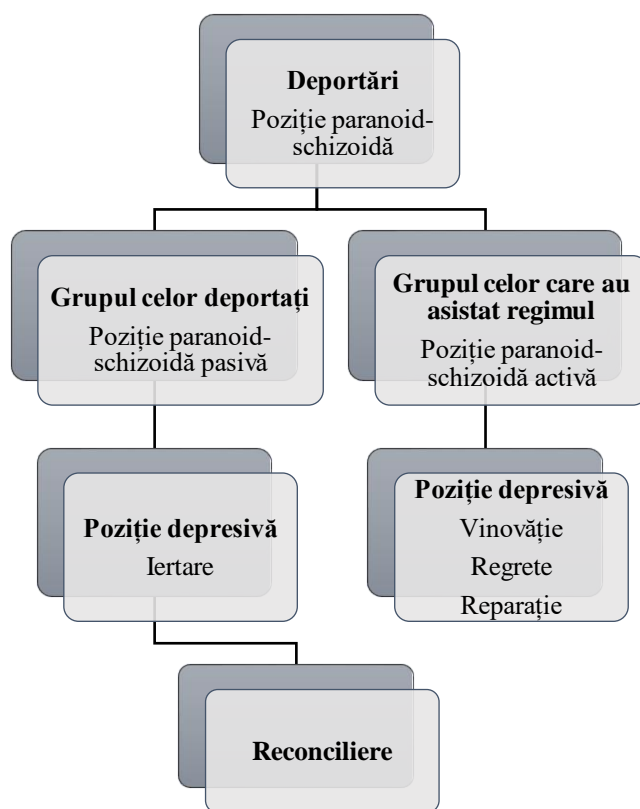 Deportări
Poziție paranoid-
schizoidă
Grupul celor deportați
Poziție paranoid-
schizoidă pasivă
Grupul celor care au
asistat regimul
Poziție paranoid-
schizoidă activă
Poziție depresivă
Iertare
Poziție depresivă
Vinovăție
Regrete
Reparație
Reconciliere